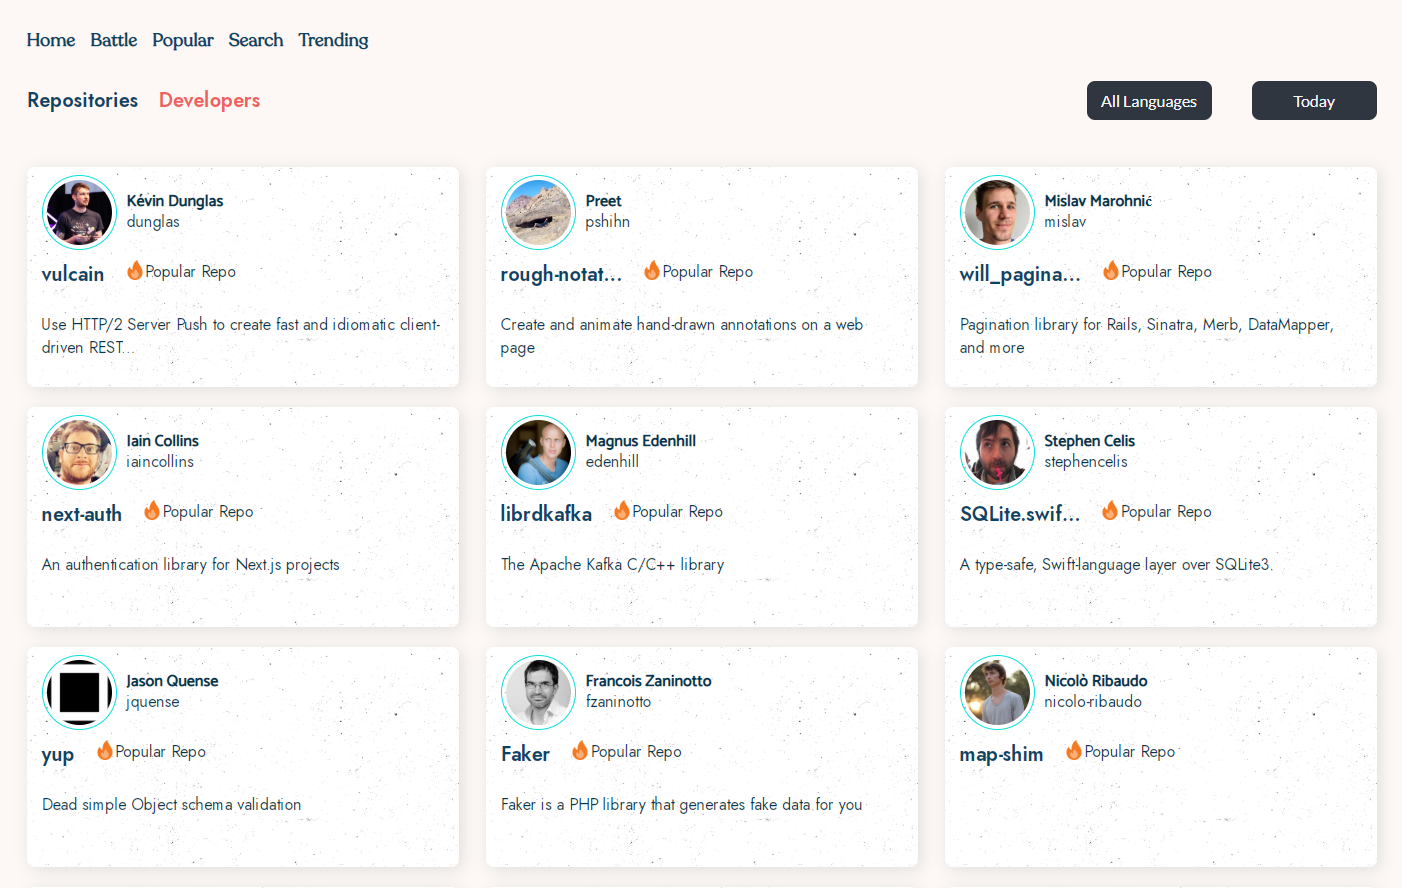 Home Battle Popular Search Trending
Repositories Developers All Languages Today
Kévin Dunglas
dunglas
vulcain Popular Repo
Use HTTP/2 Server Push to create fast and idiomatic client-
driven REST...
Preet
pshihn
rough-notat... Popular Repo
Create and animate hand-drawn annotations on a web
page
Mislav Marohnić
mislav
will_pagina... Popular Repo
Pagination library for Rails, Sinatra, Merb, DataMapper,
and more
Iain Collins
iaincollins
next-auth Popular Repo
An authentication library for Next.js projects
Magnus Edenhill
edenhill
librdkafka Popular Repo
The Apache Kafka C/C++ library
Stephen Celis
stephencelis
SQLite.swif... Popular Repo
A type-safe, Swift-language layer over SQLite3.
Jason Quense
jquense
yup Popular Repo
Dead simple Object schema validation
Francois Zaninotto
fzaninotto
Faker Popular Repo
Faker is a PHP library that generates fake data for you
Nicolò Ribaudo
nicolo-ribaudo
map-shim Popular Repo